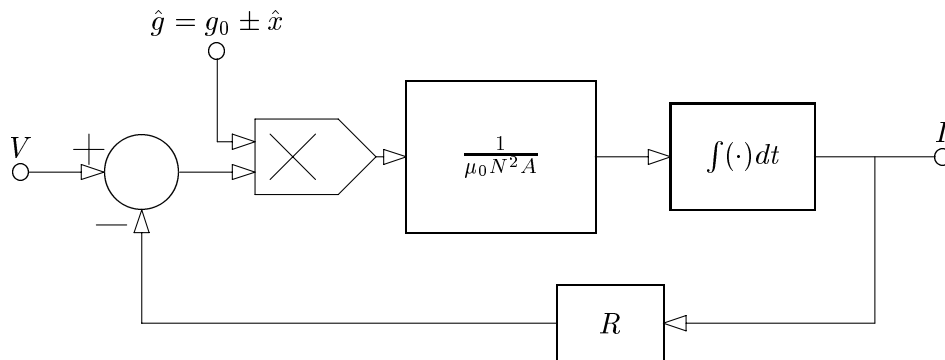 ĝ = g₀ ± x̂
V
+
−
×
1/(μ₀N²A)
∫(·)dt
I
R